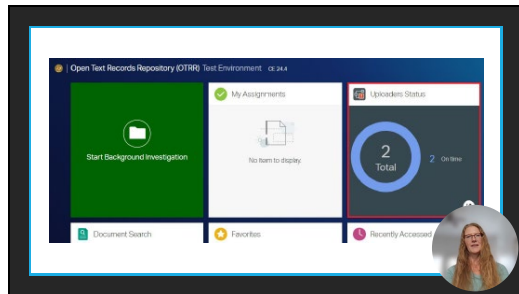 Open Text Records Repository (OTRR) Test Environment CE 24.4
My Assignments
Uploaders Status
Start Background Investigation
No item to display.
2
Total
2 On time
Document Search
Favorites
Recently Accessed